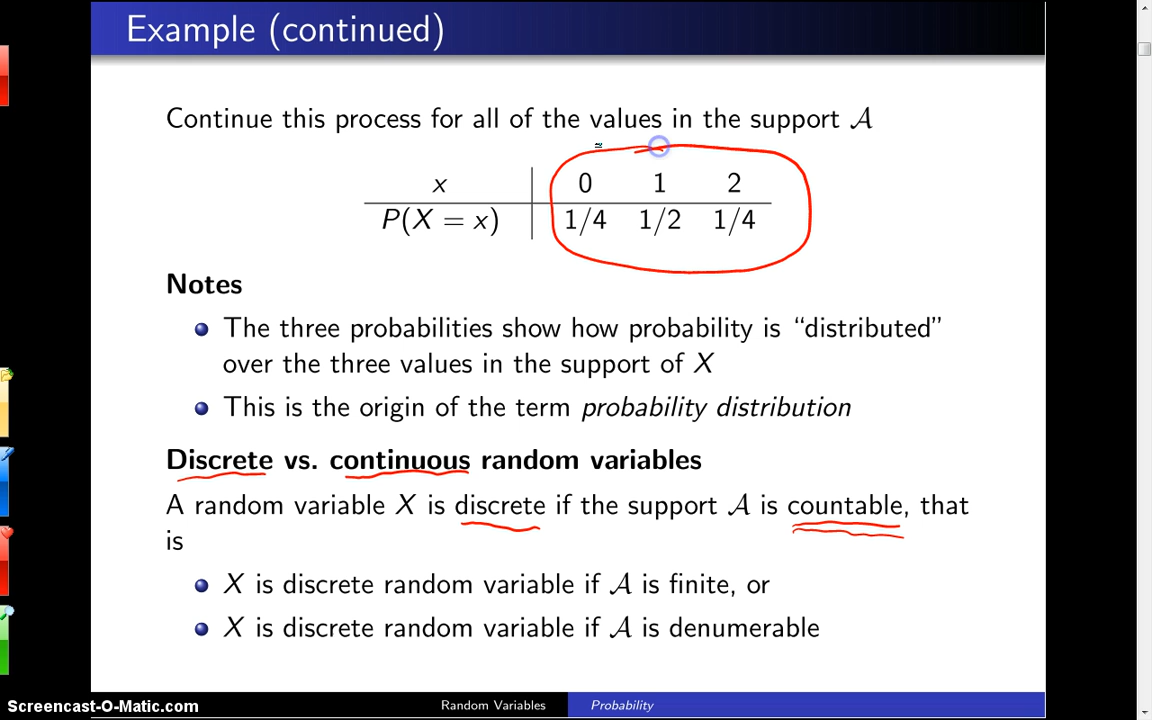 Example (continued)
Continue this process for all of the values in the support 𝒜
x 0 1 2
P(X = x) 1/4 1/2 1/4
Notes
The three probabilities show how probability is “distributed”
over the three values in the support of X
This is the origin of the term probability distribution
Discrete vs. continuous random variables
A random variable X is discrete if the support 𝒜 is countable, that
is
X is discrete random variable if 𝒜 is finite, or
X is discrete random variable if 𝒜 is denumerable
Random Variables Probability
Screencast-O-Matic.com